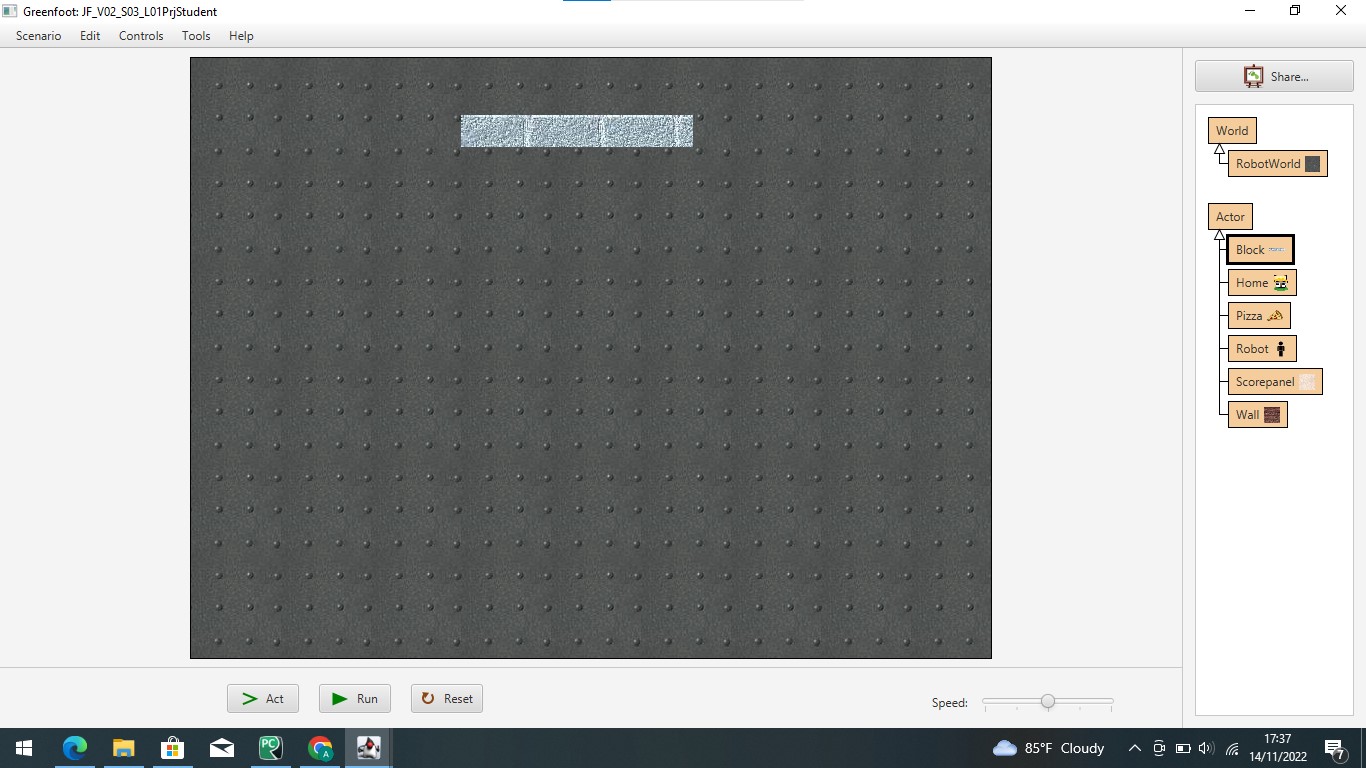 Greenfoot: JF_V02_S03_L01PrjStudent
Scenario Edit Controls Tools Help
Share...
World
RobotWorld
Actor
Block
Home
Pizza
Robot
Scorepanel
Wall
Act Run Reset Speed:
PC
A
85°F Cloudy
17:37
14/11/2022
7